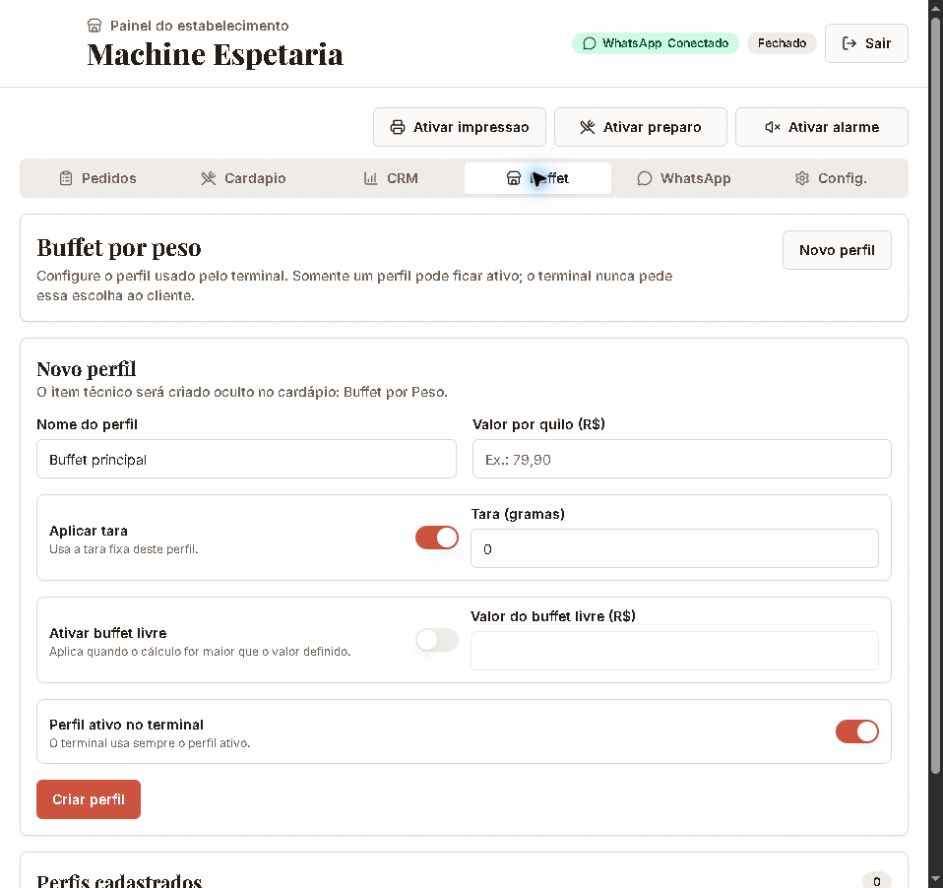 Painel do estabelecimento
Machine Espetaria
WhatsApp Conectado
Fechado
Sair
Ativar impressao
Ativar preparo
Ativar alarme
Pedidos
Cardapio
CRM
ffet
WhatsApp
Config.
Buffet por peso
Novo perfil
Configure o perfil usado pelo terminal. Somente um perfil pode ficar ativo; o terminal nunca pede
essa escolha ao cliente.
Novo perfil
O item técnico será criado oculto no cardápio: Buffet por Peso.
Nome do perfil
Valor por quilo (R$)
Buffet principal
Ex.: 79,90
Aplicar tara
Usa a tara fixa deste perfil.
Tara (gramas)
0
Ativar buffet livre
Aplica quando o cálculo for maior que o valor definido.
Valor do buffet livre (R$)
Perfil ativo no terminal
O terminal usa sempre o perfil ativo.
Criar perfil
Perfis cadastrados
0